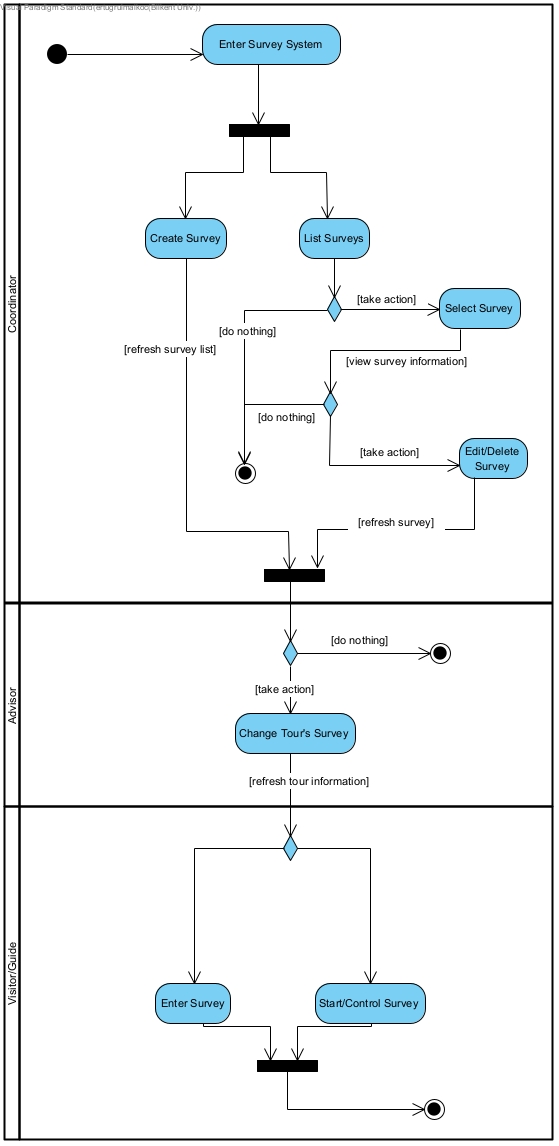 Visual Paradigm Standard(ertugrulmalkoc(Bilkent Univ.))
Enter Survey System
Create Survey
List Surveys
[take action]
Select Survey
[do nothing]
[refresh survey list]
[view survey information]
[do nothing]
[take action]
Edit/Delete
Survey
[refresh survey]
Coordinator
[do nothing]
[take action]
Change Tour's Survey
[refresh tour information]
Advisor
Enter Survey
Start/Control Survey
Visitor/Guide